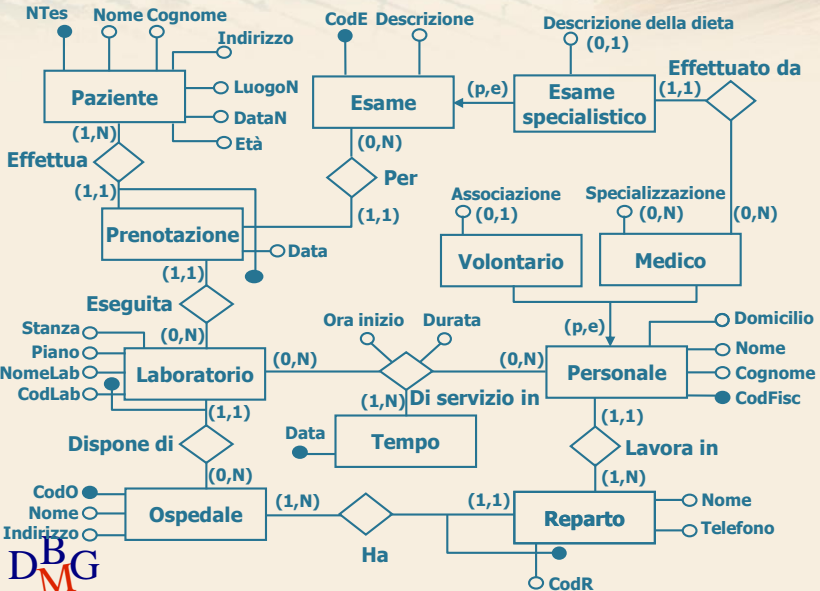 NTes
Nome Cognome
Indirizzo
CodE Descrizione
Descrizione della dieta
(0,1)
Effettuato da
Paziente
LuogoN
DataN
Età
Esame
(p,e)
Esame
specialistico
(1,1)
(1,N)
Effettua
(1,1)
(0,N)
Per
(1,1)
Associazione
(0,1)
Specializzazione
(0,N)
(0,N)
Prenotazione
Data
Volontario
Medico
(1,1)
Eseguita
(0,N)
Stanza
Piano
NomeLab
CodLab
Laboratorio
(0,N)
Ora inizio
Durata
(p,e)
(0,N)
Personale
Domicilio
Nome
Cognome
CodFisc
(1,1)
Dispone di
(0,N)
(1,N)
Di servizio in
Data
Tempo
(1,1)
Lavora in
(1,N)
CodO
Nome
Indirizzo
Ospedale
(1,N)
Ha
(1,1)
Reparto
Nome
Telefono
CodR
DBMG